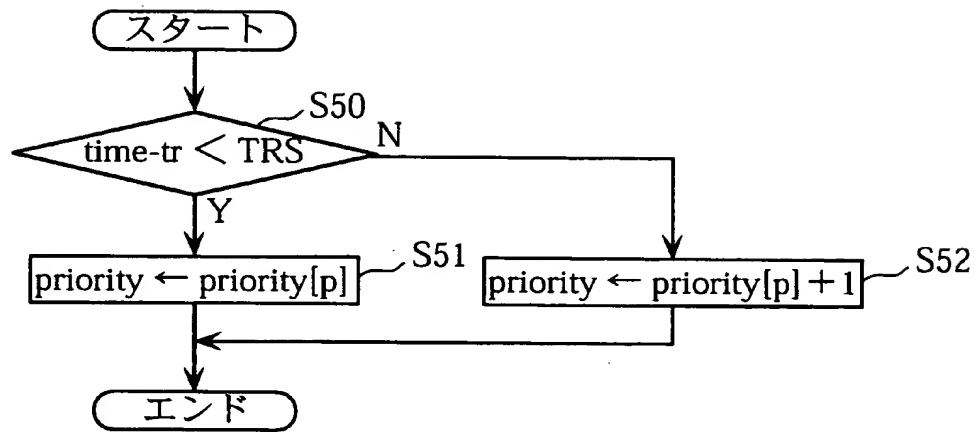 スタート
S50
time-tr < TRS
N
Y
priority ← priority[p]
S51
priority ← priority[p]+1
S52
エンド